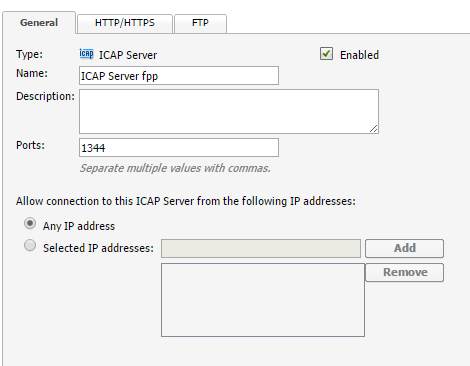 General HTTP/HTTPS FTP
Type: icap ICAP Server Enabled
Name: ICAP Server fpp
Description:
Ports: 1344
Separate multiple values with commas.
Allow connection to this ICAP Server from the following IP addresses:
Any IP address
Selected IP addresses: Add
Remove